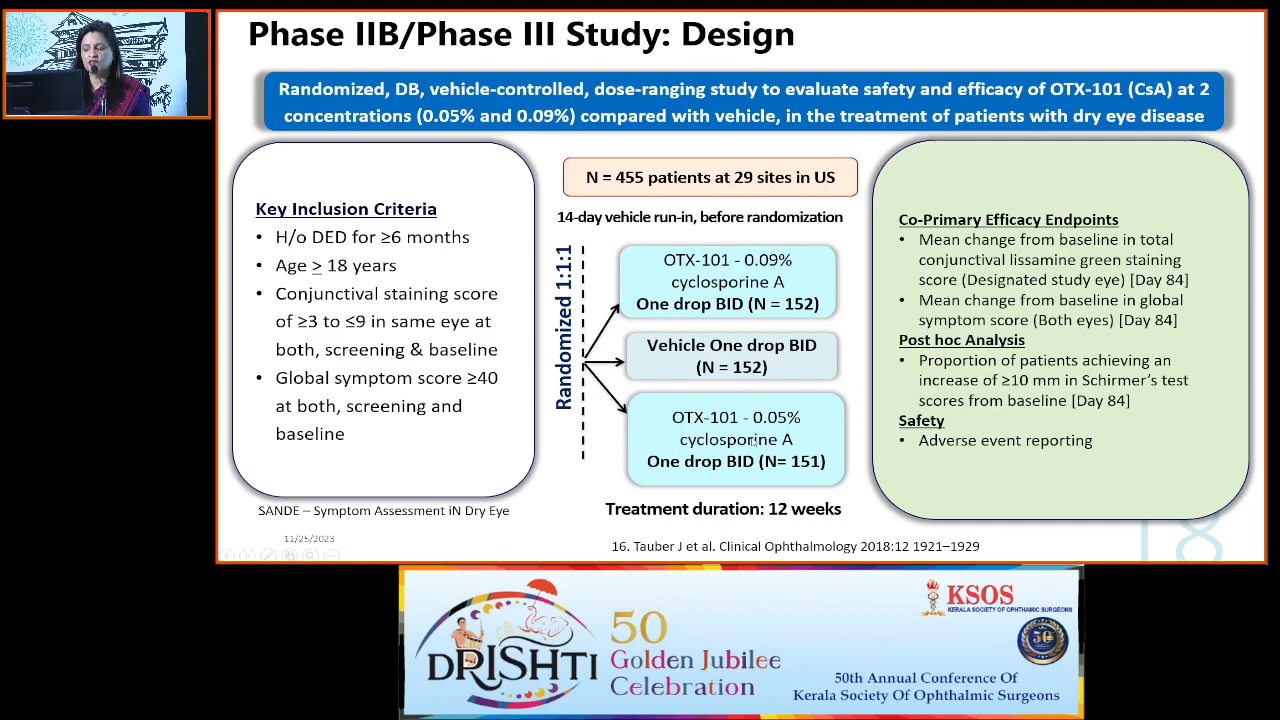 Phase IIB/Phase III Study: Design
Randomized, DB, vehicle-controlled, dose-ranging study to evaluate safety and efficacy of OTX-101 (CsA) at 2
concentrations (0.05% and 0.09%) compared with vehicle, in the treatment of patients with dry eye disease
Key Inclusion Criteria
• H/o DED for ≥6 months
• Age ≥ 18 years
• Conjunctival staining score
of ≥3 to ≤9 in same eye at
both, screening & baseline
• Global symptom score ≥40
at both, screening and
baseline
SANDE – Symptom Assessment iN Dry Eye
11/25/2023
N = 455 patients at 29 sites in US
14-day vehicle run-in, before randomization
Randomized 1:1:1
OTX-101 - 0.09%
cyclosporine A
One drop BID (N = 152)
Vehicle One drop BID
(N = 152)
OTX-101 - 0.05%
cyclosporine A
One drop BID (N= 151)
Treatment duration: 12 weeks
16. Tauber J et al. Clinical Ophthalmology 2018:12 1921–1929
Co-Primary Efficacy Endpoints
• Mean change from baseline in total
conjunctival lissamine green staining
score (Designated study eye) [Day 84]
• Mean change from baseline in global
symptom score (Both eyes) [Day 84]
Post hoc Analysis
• Proportion of patients achieving an
increase of ≥10 mm in Schirmer's test
scores from baseline [Day 84]
Safety
• Adverse event reporting
18
DRISHTI
50
Golden Jubilee
Celebration
KSOS
KERALA SOCIETY OF OPHTHAMIC SURGEONS
50
50th Annual Conference Of
Kerala Society Of Ophthalmic Surgeons